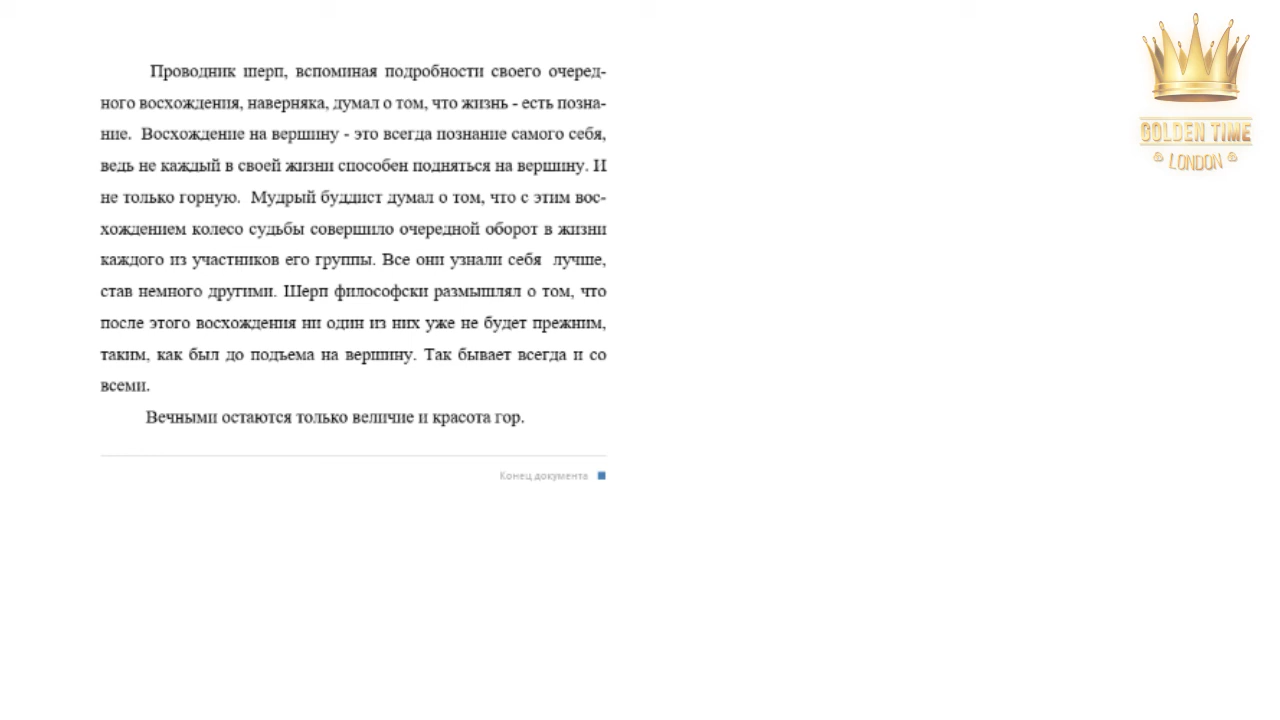 Проводник шерп, вспоминая подробности своего очеред-
ного восхождения, наверняка, думал о том, что жизнь - есть позна-
ние.  Восхождение на вершину - это всегда познание самого себя,
ведь не каждый в своей жизни способен подняться на вершину. И
не только горную.  Мудрый буддист думал о том, что с этим вос-
хождением колесо судьбы совершило очередной оборот в жизни
каждого из участников его группы. Все они узнали себя  лучше,
став немного другими. Шерп философски размышлял о том, что
после этого восхождения ни один из них уже не будет прежним,
таким, как был до подъема на вершину. Так бывает всегда и со
всеми.
Вечными остаются только величие и красота гор.
Конец документа
GOLDEN TIME
LONDON